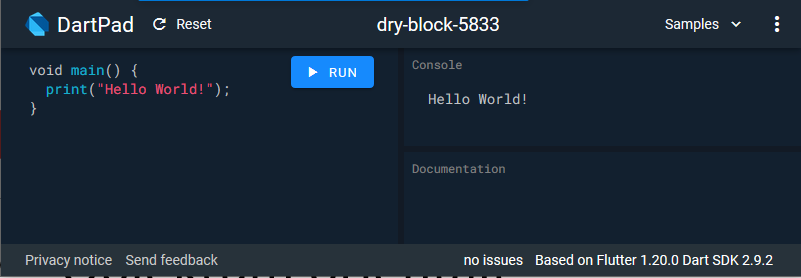 DartPad Reset dry-block-5833 Samples
void main() {
  print("Hello World!");
}
RUN
Console
Hello World!
Documentation
Privacy notice Send feedback no issues Based on Flutter 1.20.0 Dart SDK 2.9.2